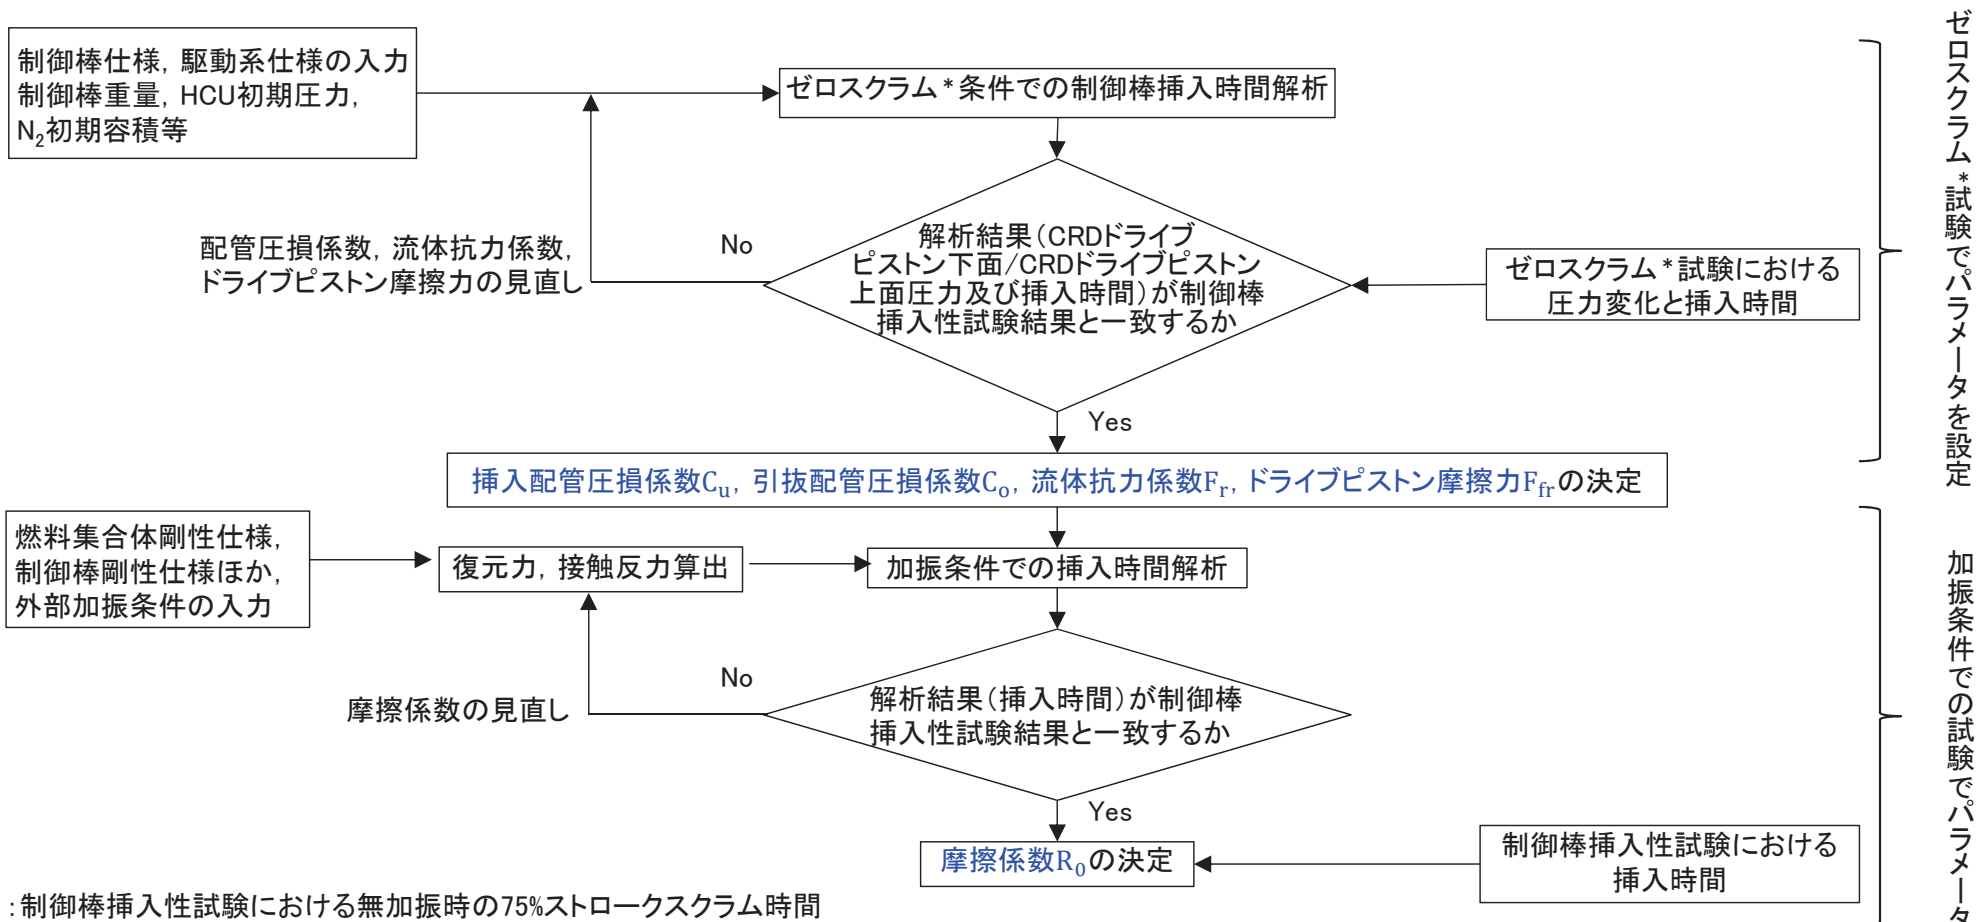 制御棒仕様，駆動系仕様の入力
制御棒重量，HCU初期圧力，
N₂初期容積等
ゼロスクラム*条件での制御棒挿入時間解析
配管圧損係数，流体抗力係数，
ドライブピストン摩擦力の見直し
No
解析結果（CRDドライブ
ピストン下面/CRDドライブピストン
上面圧力及び挿入時間）が制御棒
挿入性試験結果と一致するか
ゼロスクラム*試験における
圧力変化と挿入時間
Yes
挿入配管圧損係数Cᵤ，引抜配管圧損係数Cₒ，流体抗力係数Fᵣ，ドライブピストン摩擦力F_frの決定
ゼロスクラム*試験でパラメータを設定
燃料集合体剛性仕様，
制御棒剛性仕様ほか，
外部加振条件の入力
復元力，接触反力算出
加振条件での挿入時間解析
摩擦係数の見直し
No
解析結果（挿入時間）が制御棒
挿入性試験結果と一致するか
Yes
摩擦係数R₀の決定
制御棒挿入性試験における
挿入時間
加振条件での試験でパラメータ
:制御棒挿入性試験における無加振時の75%ストロークスクラム時間